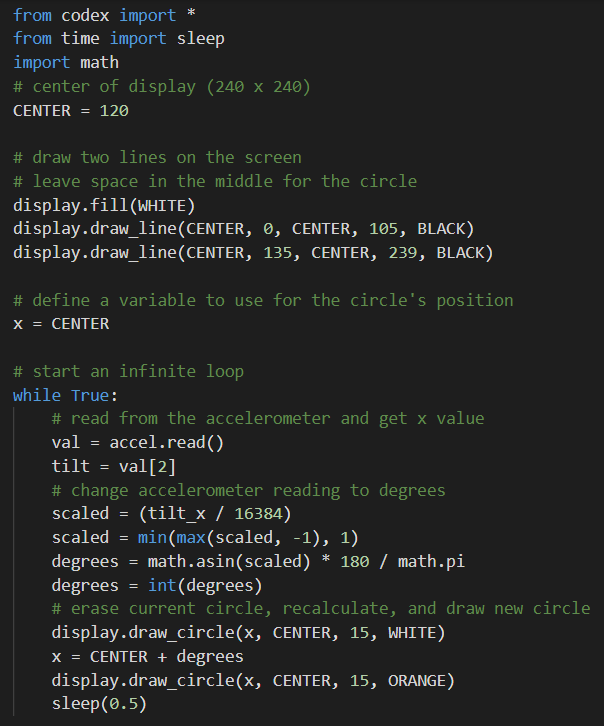 from codex import *
from time import sleep
import math
# center of display (240 x 240)
CENTER = 120

# draw two lines on the screen
# leave space in the middle for the circle
display.fill(WHITE)
display.draw_line(CENTER, 0, CENTER, 105, BLACK)
display.draw_line(CENTER, 135, CENTER, 239, BLACK)

# define a variable to use for the circle's position
x = CENTER

# start an infinite loop
while True:
    # read from the accelerometer and get x value
    val = accel.read()
    tilt = val[2]
    # change accelerometer reading to degrees
    scaled = (tilt_x / 16384)
    scaled = min(max(scaled, -1), 1)
    degrees = math.asin(scaled) * 180 / math.pi
    degrees = int(degrees)
    # erase current circle, recalculate, and draw new circle
    display.draw_circle(x, CENTER, 15, WHITE)
    x = CENTER + degrees
    display.draw_circle(x, CENTER, 15, ORANGE)
    sleep(0.5)